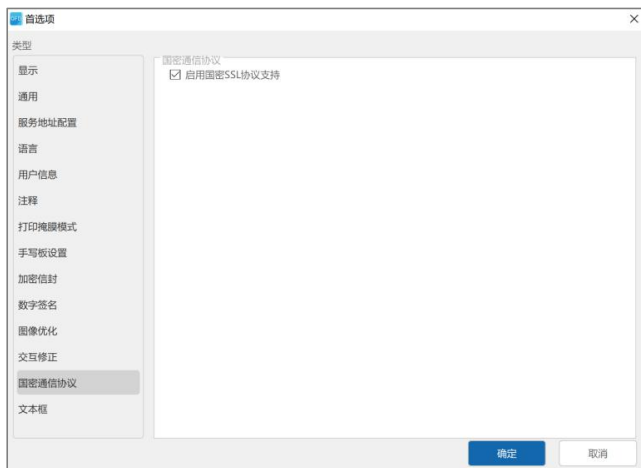 首选项
类型
显示
通用
服务地址配置
语言
用户信息
注释
打印掩膜模式
手写板设置
加密信封
数字签名
图像优化
交互修正
国密通信协议
文本框
国密通信协议
启用国密SSL协议支持
确定
取消